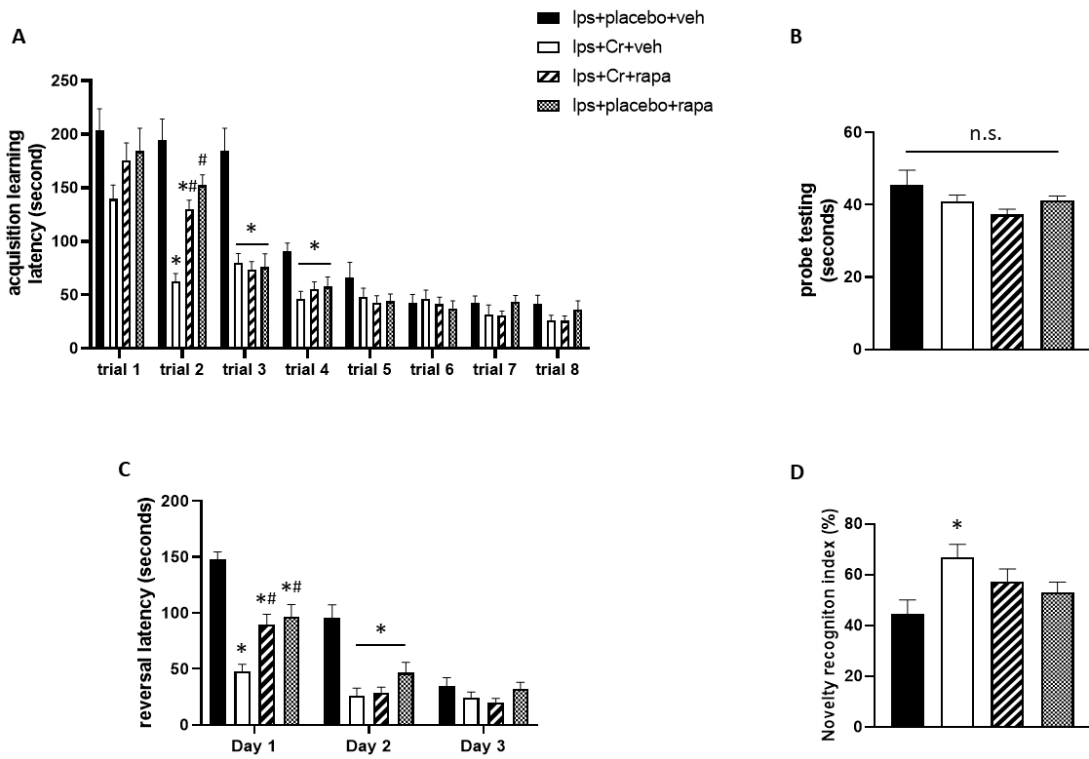 lps+placebo+veh
lps+Cr+veh
lps+Cr+rapa
lps+placebo+rapa
A
acquisition learning
latency (second)
250
200
150
100
50
0
*
*#
#
*
*
trial 1 trial 2 trial 3 trial 4 trial 5 trial 6 trial 7 trial 8
B
probe testing
(seconds)
60
40
20
0
n.s.
C
reversal latency (seconds)
200
150
100
50
0
*
*#
*#
*
Day 1 Day 2 Day 3
D
Novelty recogniton index (%)
80
60
40
20
0
*